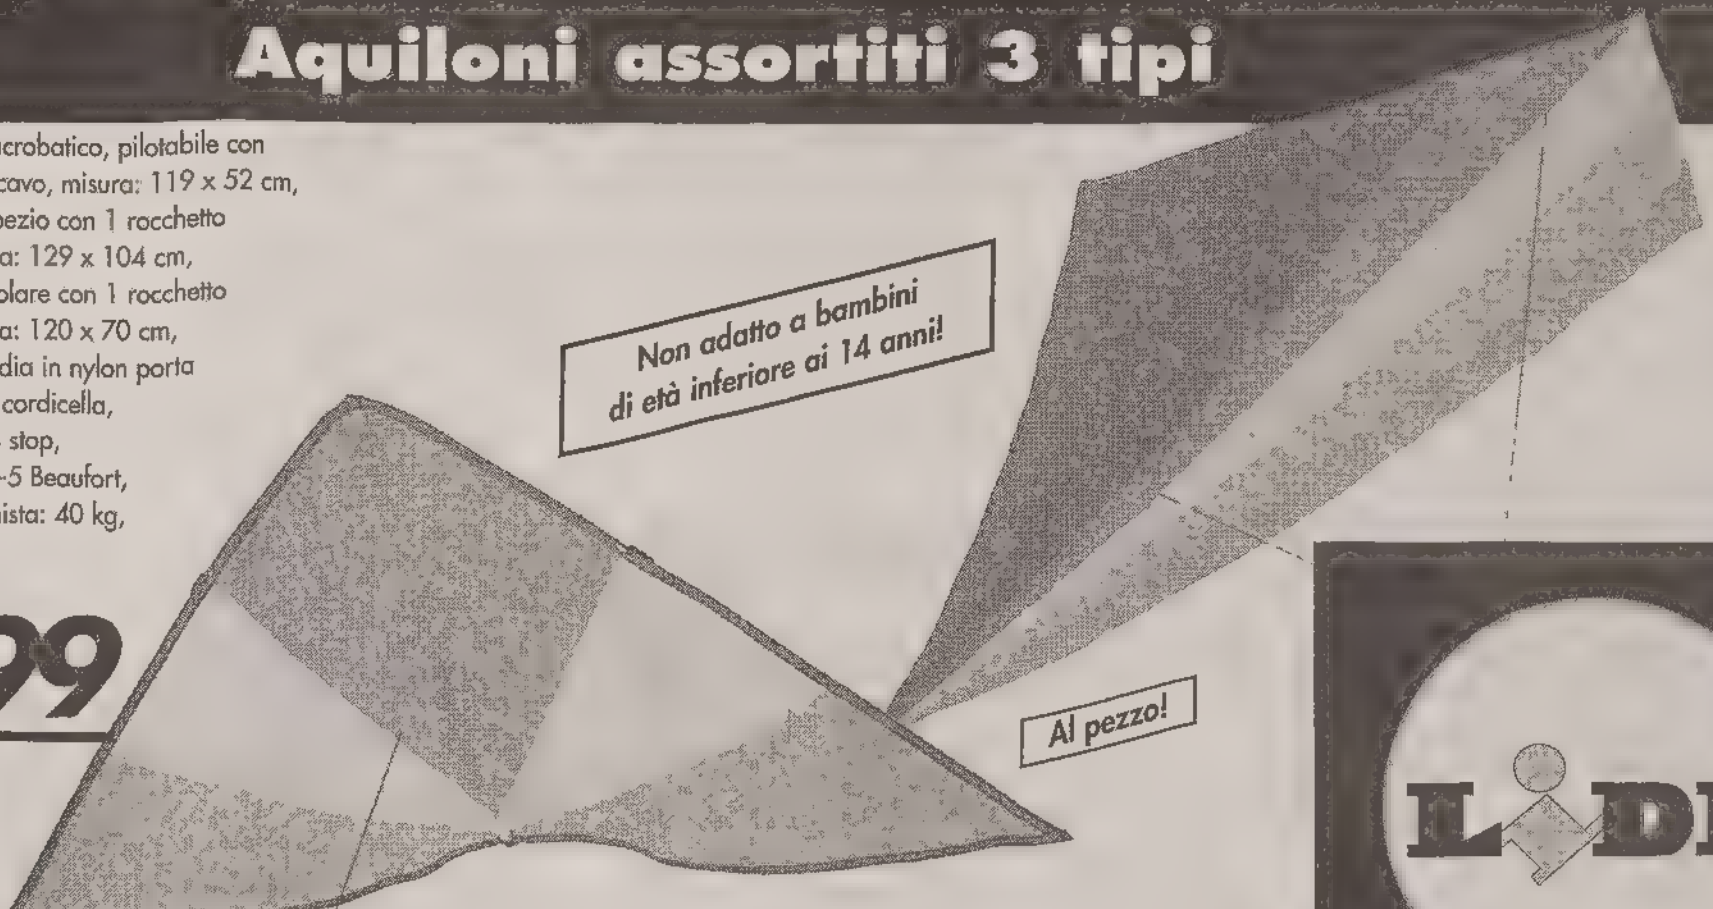 Aquiloni assortiti 3 tipi
acrobatico, pilotabile con
cavo, misura: 119 x 52 cm,
pezio con 1 rocchetto
a: 129 x 104 cm,
olare con 1 rocchetto
a: 120 x 70 cm,
dia in nylon porta
cordicella,
stop,
-5 Beaufort,
ista: 40 kg,
99
Non adatto a bambini
di età inferiore ai 14 anni!
Al pezzo!
LiDl